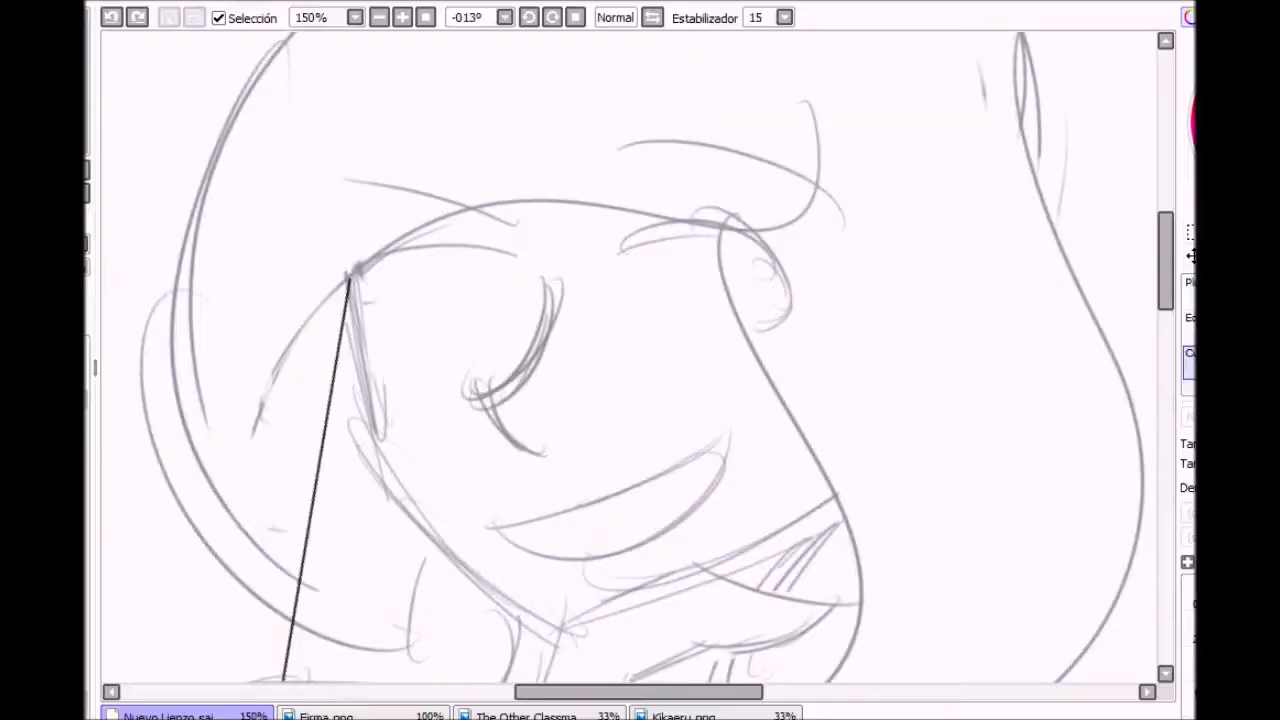 Selección 150% -013º Normal Estabilizador 15
Nuevo Lienzo.sai 150% Firma.png 100% The Other Classma... 33% Kikaeru.png 33%